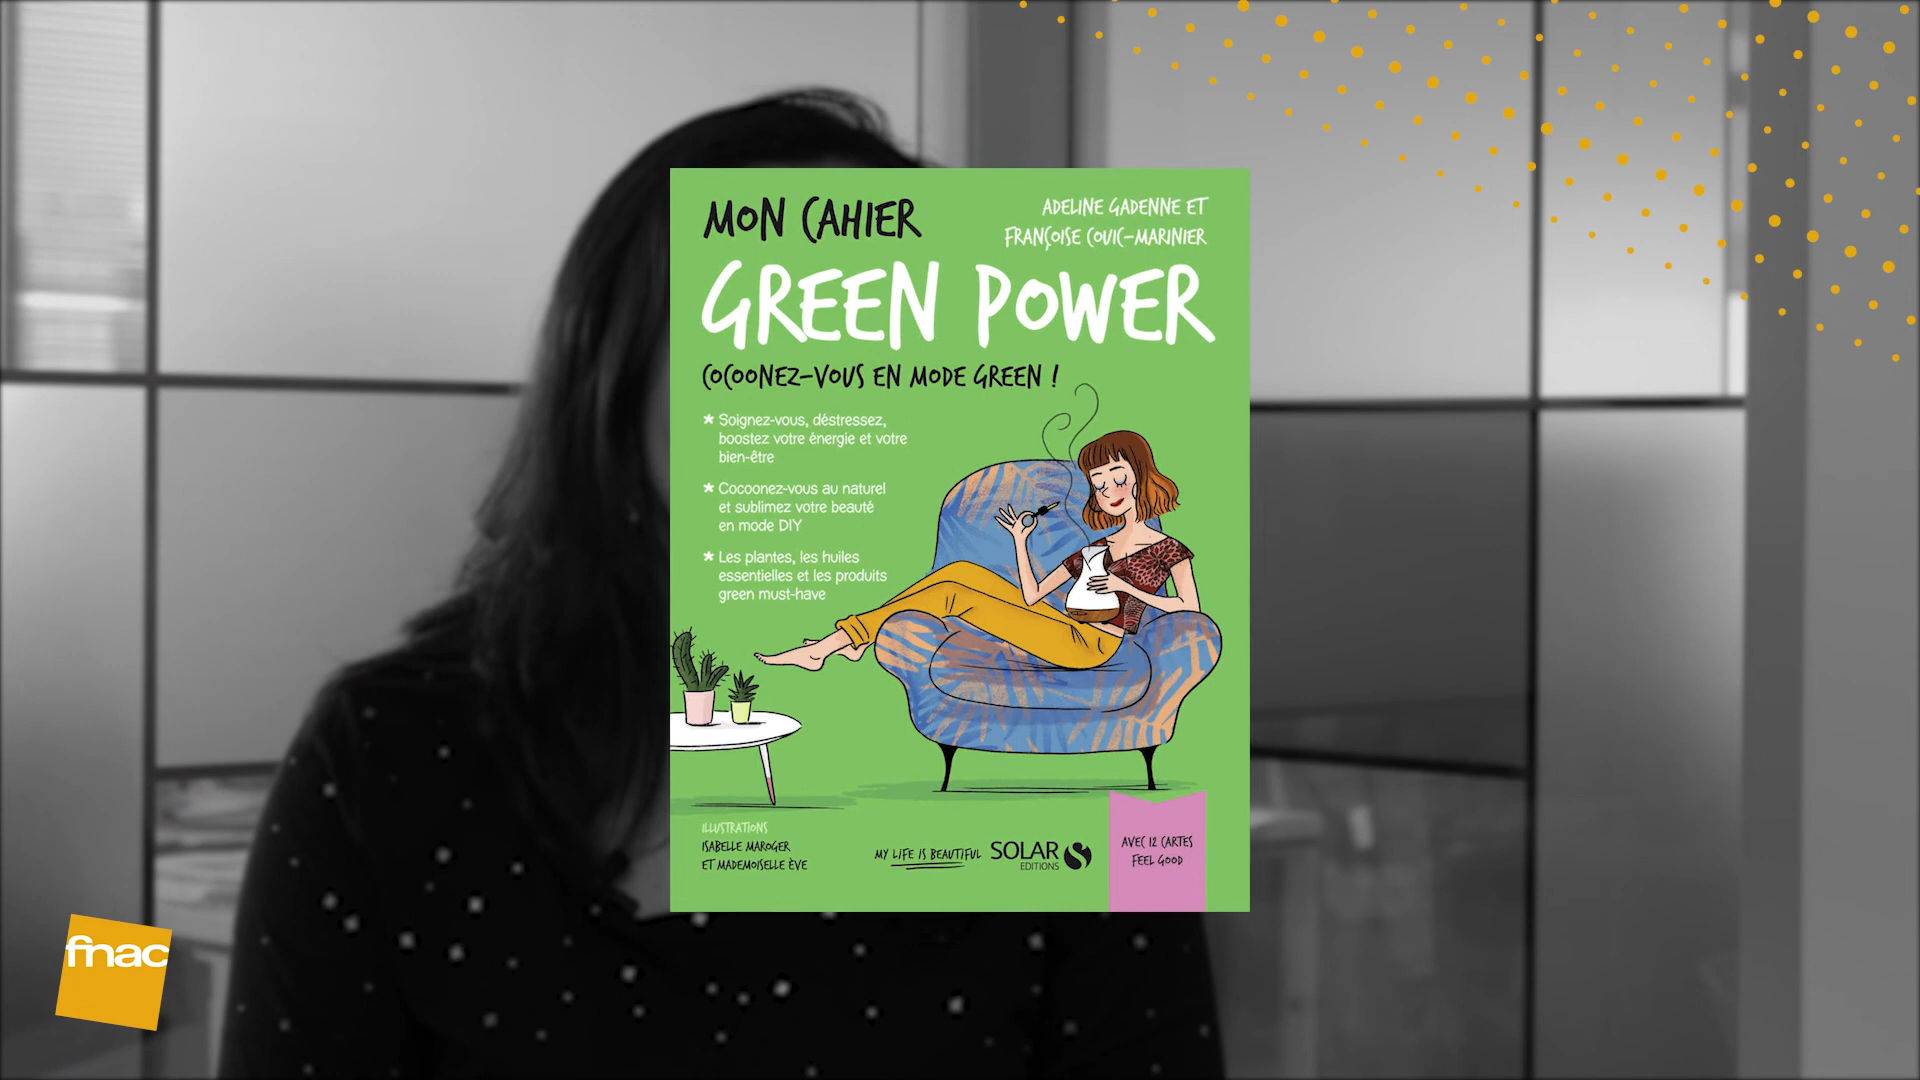 MON CAHIER
ADELINE GADENNE ET
FRANÇOISE COUIC-MARINIER
GREEN POWER
COCOONEZ-VOUS EN MODE GREEN !
* Soignez-vous, déstressez,
boostez votre énergie et votre
bien-être
* Cocoonez-vous au naturel
et sublimez votre beauté
en mode DIY
* Les plantes, les huiles
essentielles et les produits
green must-have
ILLUSTRATIONS
ISABELLE MAROGER
ET MADEMOISELLE ÈVE
MY LIFE IS BEAUTIFUL
SOLAR
EDITIONS
AVEC 12 CARTES
FEEL GOOD
fnac